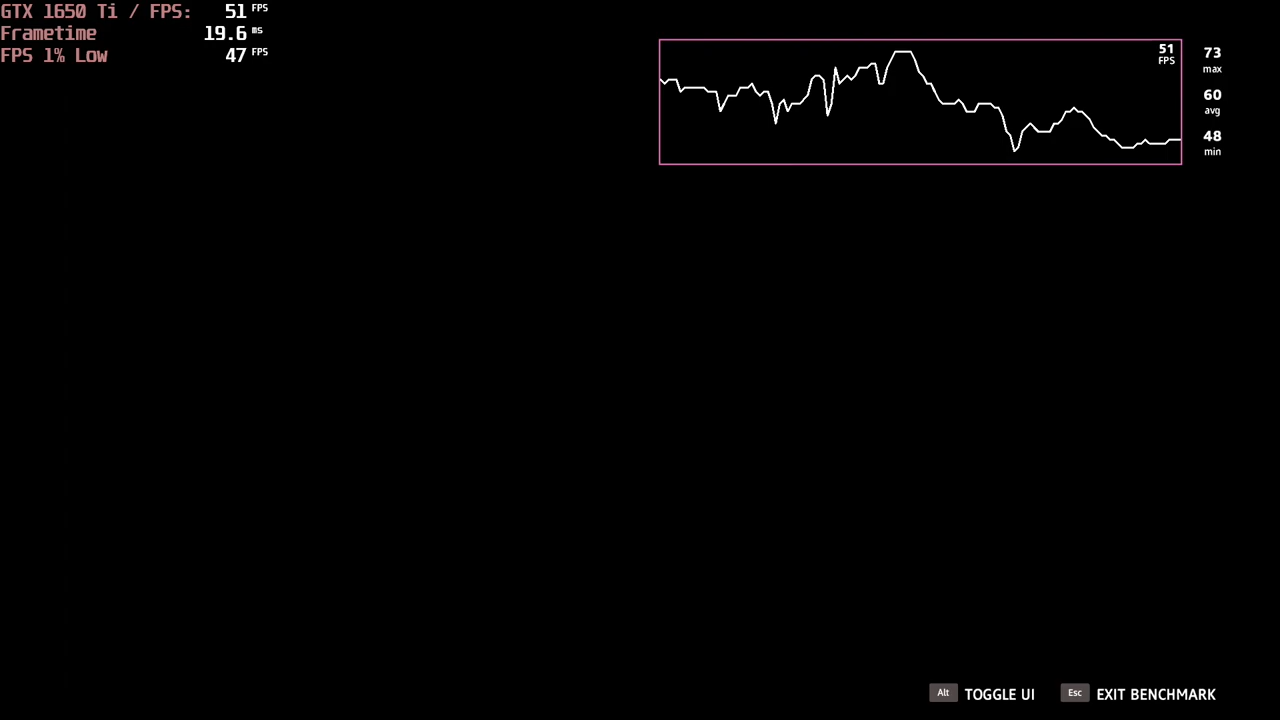 GTX 1650 Ti / FPS: 51 FPS
Frametime 19.6 ms
FPS 1% Low 47 FPS
51
FPS
73
max
60
avg
48
min
Alt TOGGLE UI Esc EXIT BENCHMARK